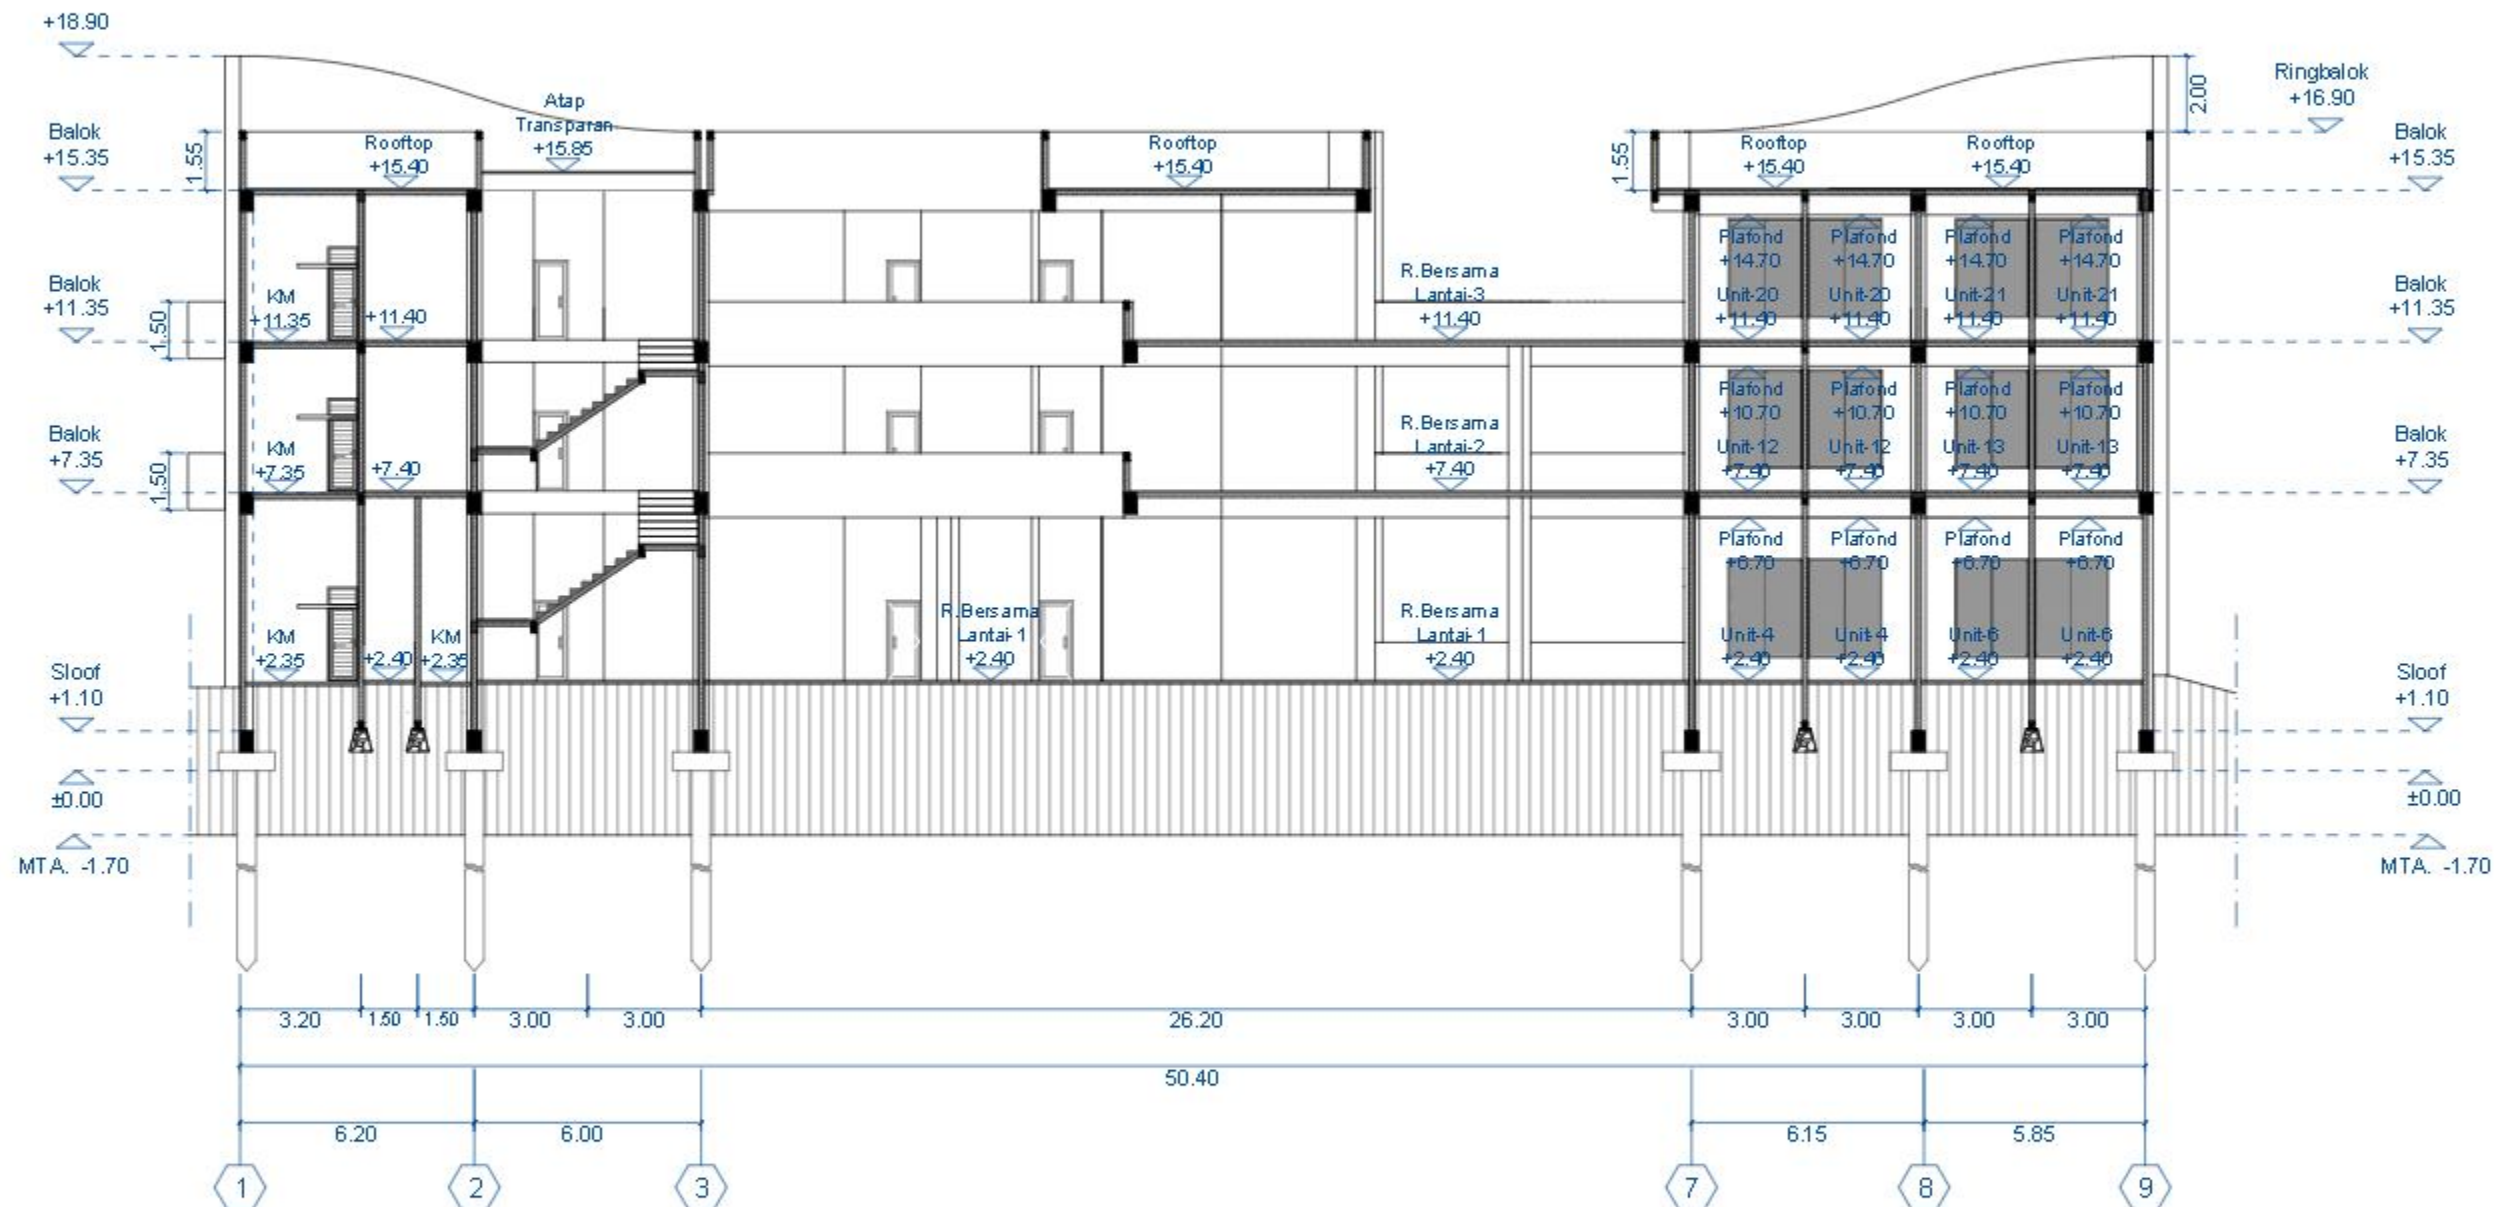 +18.90
Atap
Transparan
+15.85
2.00
Ringbalok
+16.90
Balok
+15.35
1.55
Rooftop
+15.40
Rooftop
+15.40
1.55
Rooftop
+15.40
Rooftop
+15.40
Balok
+15.35
Plafond
+14.70
Plafond
+14.70
Plafond
+14.70
Plafond
+14.70
Balok
+11.35
1.50
KM
+11.35
+11.40
R.Bersama
Lantai-3
+11.40
Unit-20
+11.40
Unit-20
+11.40
Unit-21
+11.40
Unit-21
+11.40
Balok
+11.35
Plafond
+10.70
Plafond
+10.70
Plafond
+10.70
Plafond
+10.70
Balok
+7.35
1.50
KM
+7.35
+7.40
R.Bersama
Lantai-2
+7.40
Unit-12
+7.40
Unit-12
+7.40
Unit-13
+7.40
Unit-13
+7.40
Balok
+7.35
Plafond
+6.70
Plafond
+6.70
Plafond
+6.70
Plafond
+6.70
KM
+2.35
+2.40
KM
+2.35
R.Bersama
Lantai-1
+2.40
R.Bersama
Lantai-1
+2.40
Unit-4
+2.40
Unit-4
+2.40
Unit-6
+2.40
Unit-6
+2.40
Sloof
+1.10
Sloof
+1.10
±0.00
±0.00
MTA. -1.70
MTA. -1.70
3.20 1.50 1.50 3.00 3.00 26.20 3.00 3.00 3.00 3.00
50.40
6.20 6.00 6.15 5.85
1 2 3 7 8 9